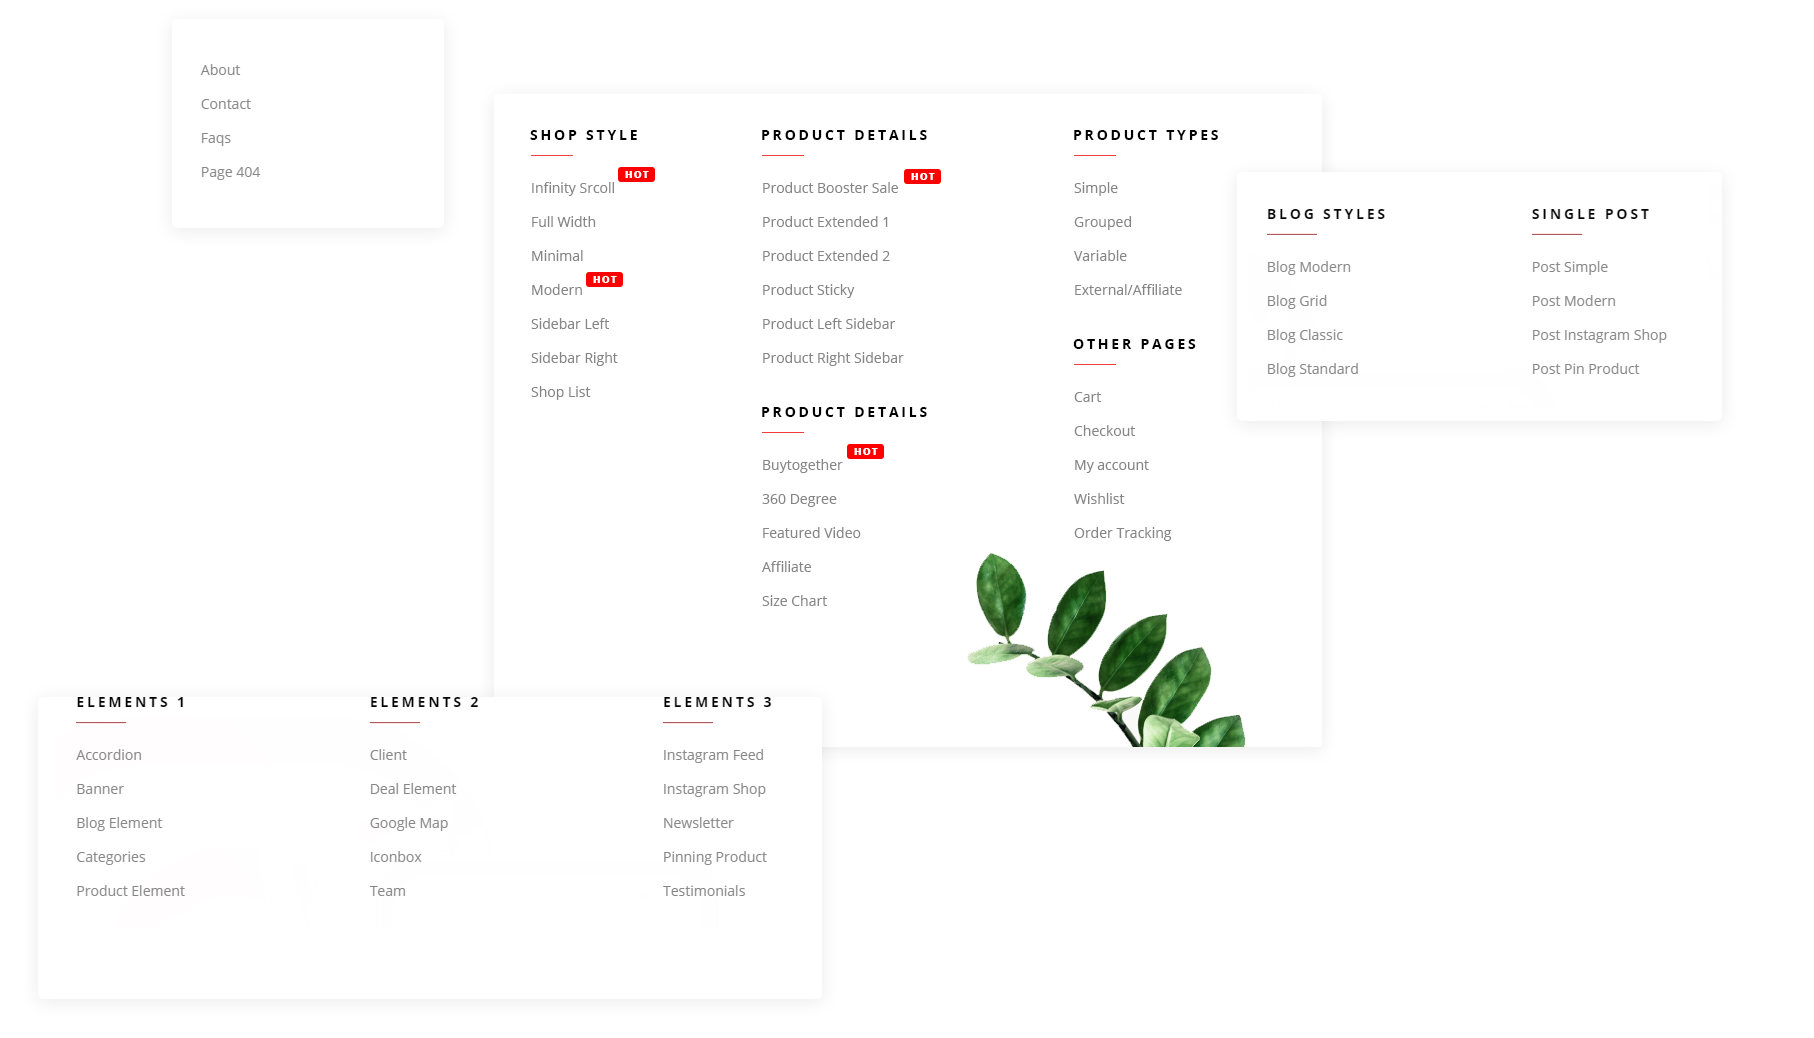 About
Contact
Faqs
Page 404
SHOP STYLE
Infinity Srcoll HOT
Full Width
Minimal
Modern HOT
Sidebar Left
Sidebar Right
Shop List
PRODUCT DETAILS
Product Booster Sale HOT
Product Extended 1
Product Extended 2
Product Sticky
Product Left Sidebar
Product Right Sidebar
PRODUCT DETAILS
Buytogether HOT
360 Degree
Featured Video
Affiliate
Size Chart
PRODUCT TYPES
Simple
Grouped
Variable
External/Affiliate
OTHER PAGES
Cart
Checkout
My account
Wishlist
Order Tracking
BLOG STYLES
Blog Modern
Blog Grid
Blog Classic
Blog Standard
SINGLE POST
Post Simple
Post Modern
Post Instagram Shop
Post Pin Product
ELEMENTS 1
Accordion
Banner
Blog Element
Categories
Product Element
ELEMENTS 2
Client
Deal Element
Google Map
Iconbox
Team
ELEMENTS 3
Instagram Feed
Instagram Shop
Newsletter
Pinning Product
Testimonials